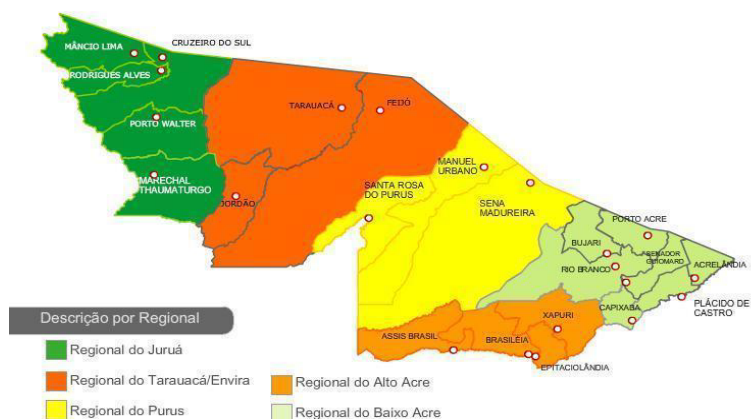 MÂNCIO LIMA
CRUZEIRO DO SUL
RODRIGUES ALVES
TARAUACÁ
FEIJÓ
PORTO WALTER
MARECHAL
THAUMATURGO
JORDÃO
MANUEL
URBANO
SANTA ROSA
DO PURUS
SENA
MADUREIRA
PORTO ACRE
BUJARI
SENADOR
GUIOMARD
RIO BRANCO
ACRELÂNDIA
PLÁCIDO DE
CASTRO
CAPIXABA
XAPURI
ASSIS BRASIL
BRASILÉIA
EPITACIOLÂNDIA
Descrição por Regional
Regional do Juruá
Regional do Tarauacá/Envira
Regional do Purus
Regional do Alto Acre
Regional do Baixo Acre